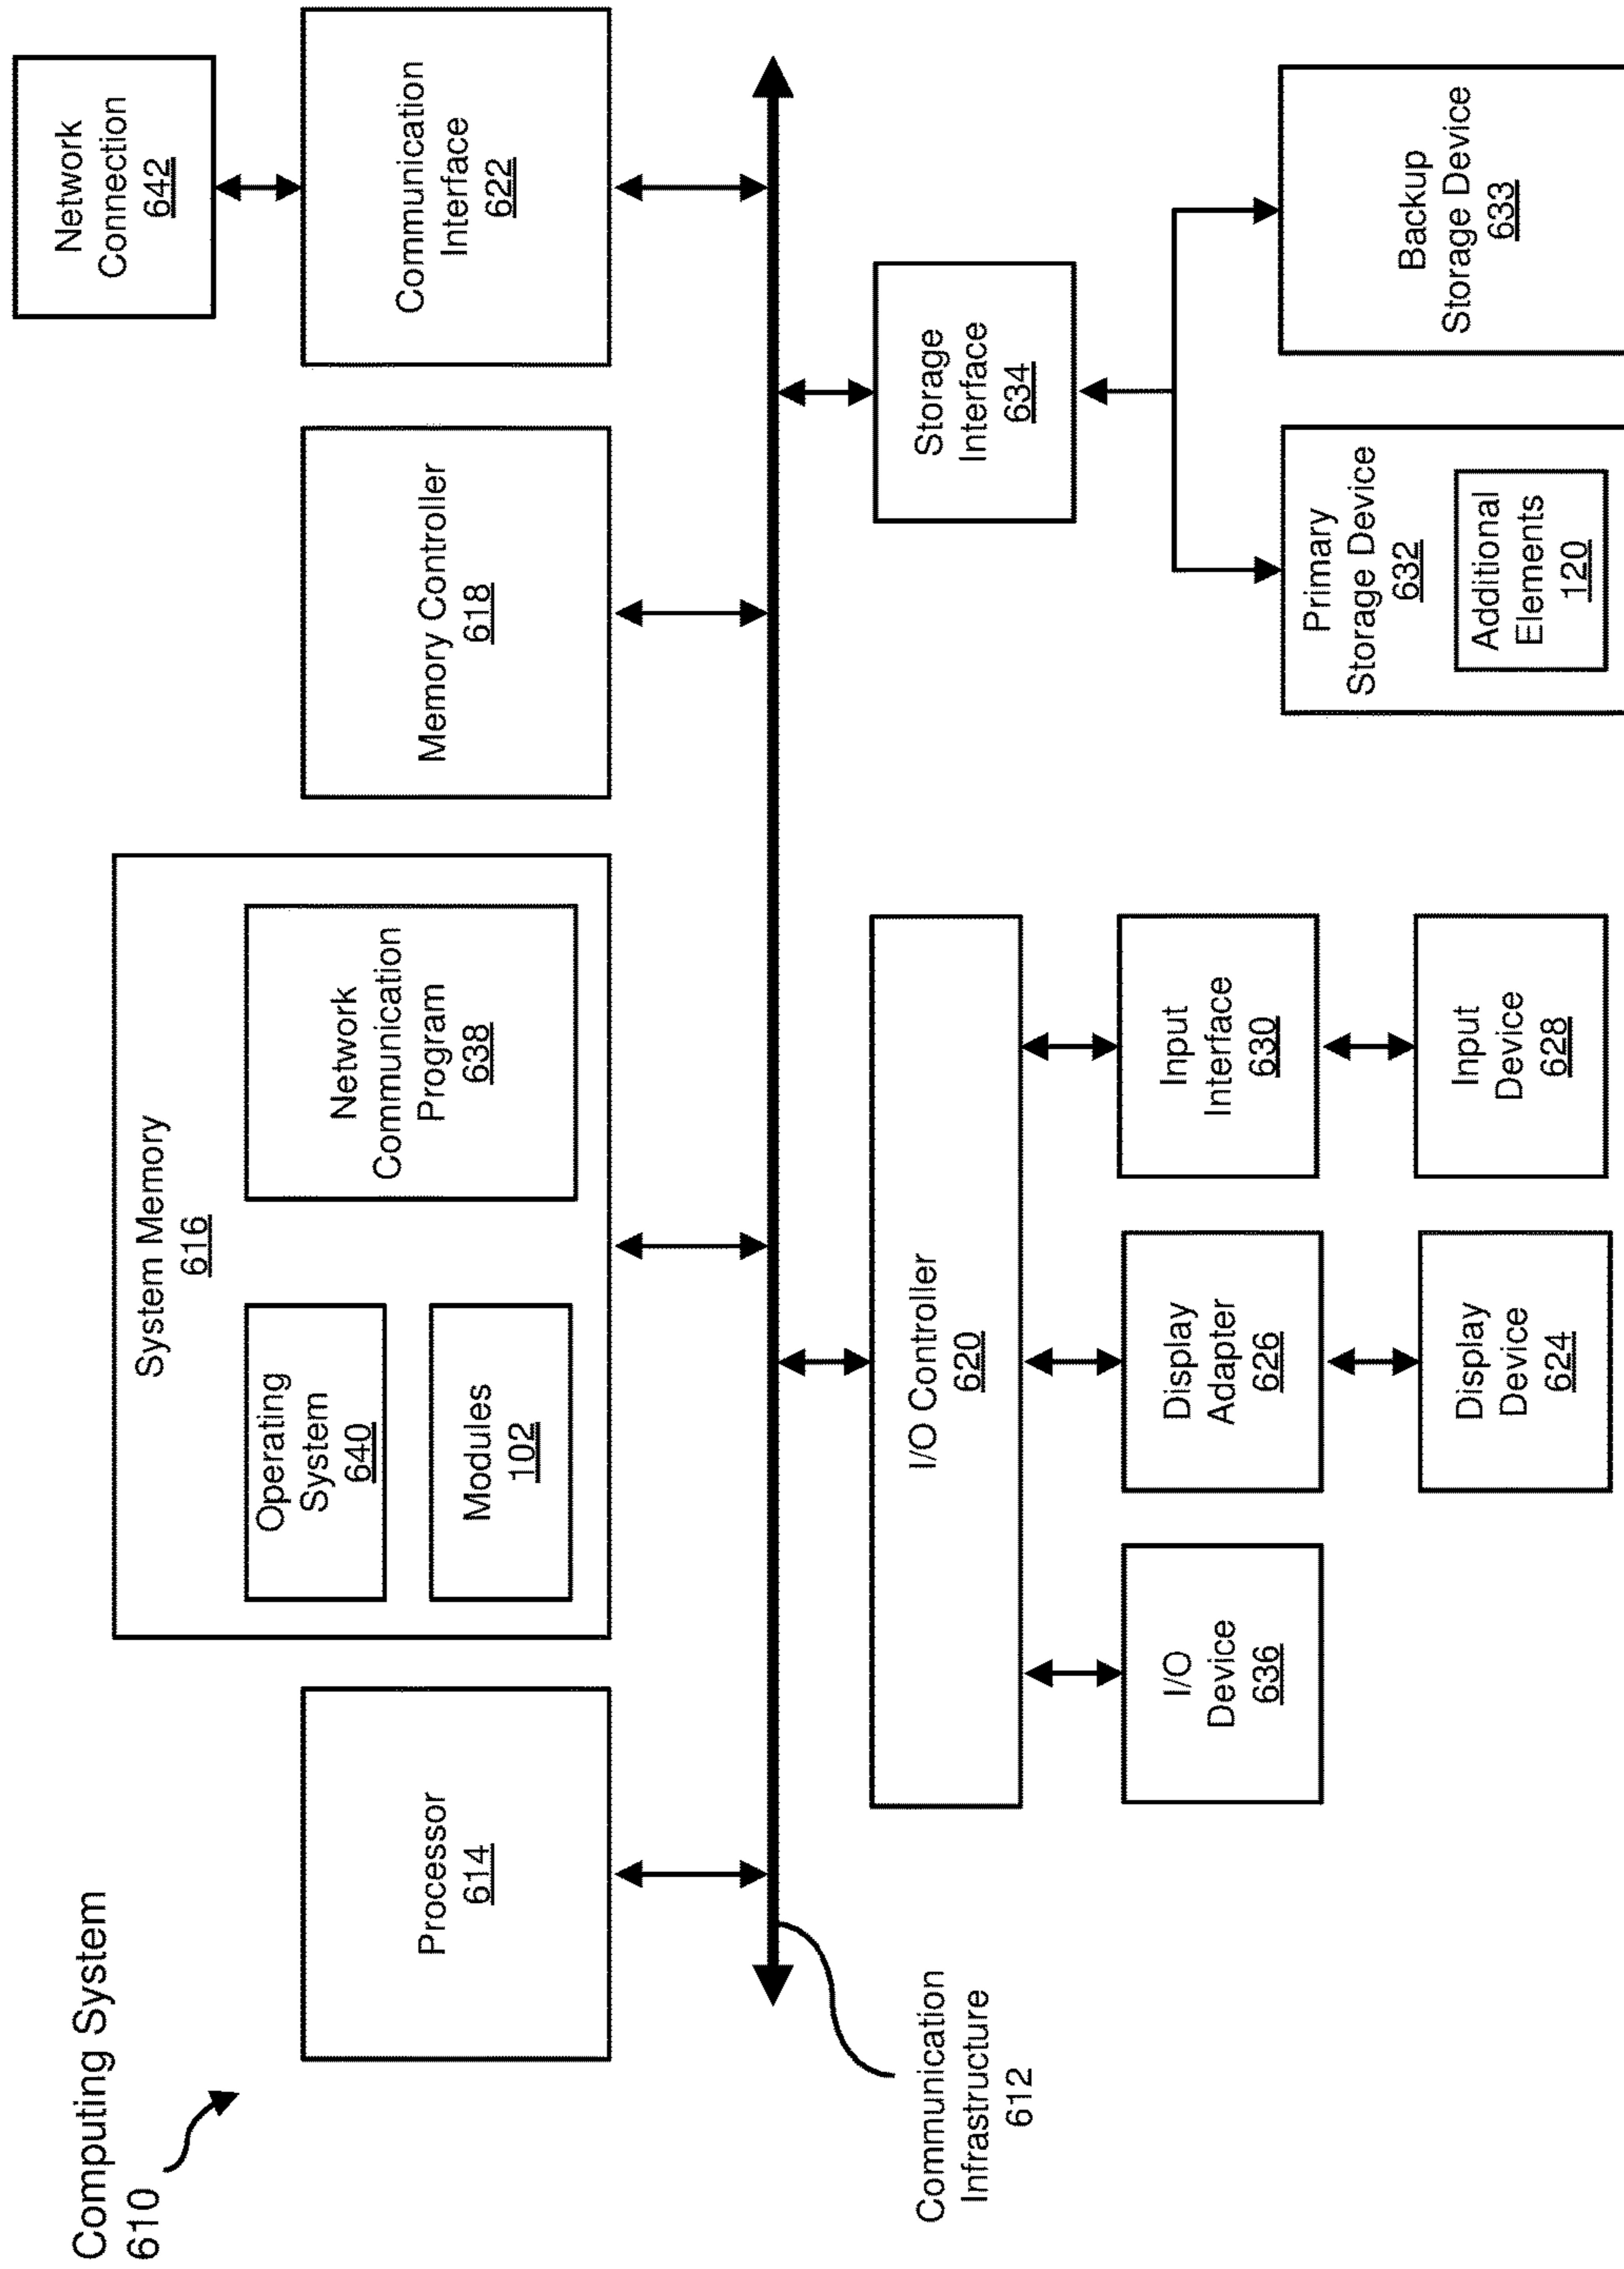 Computing System
610
Processor
614
System Memory
616
Operating
System
640
Modules
102
Network
Communication
Program
638
Memory Controller
618
Network
Connection
642
Communication
Interface
622
Communication
Infrastructure
612
I/O Controller
620
I/O
Device
636
Display
Adapter
626
Input
Interface
630
Display
Device
624
Input
Device
628
Storage
Interface
634
Primary
Storage Device
632
Additional
Elements
120
Backup
Storage Device
633